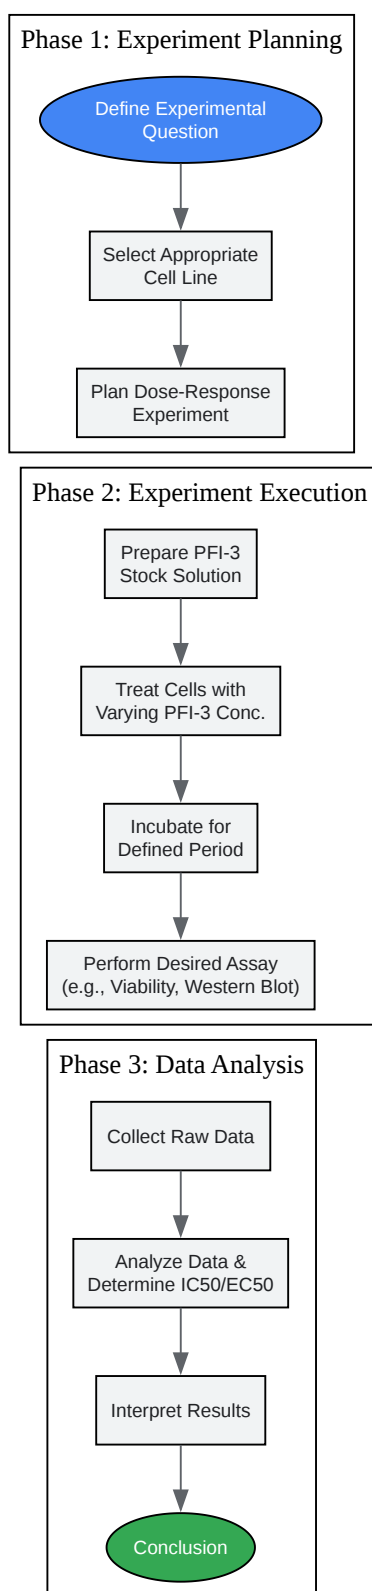 Phase 1: Experiment Planning
Define Experimental
Question
Select Appropriate
Cell Line
Plan Dose-Response
Experiment
Phase 2: Experiment Execution
Prepare PFI-3
Stock Solution
Treat Cells with
Varying PFI-3 Conc.
Incubate for
Defined Period
Perform Desired Assay
(e.g., Viability, Western Blot)
Phase 3: Data Analysis
Collect Raw Data
Analyze Data &
Determine IC50/EC50
Interpret Results
Conclusion